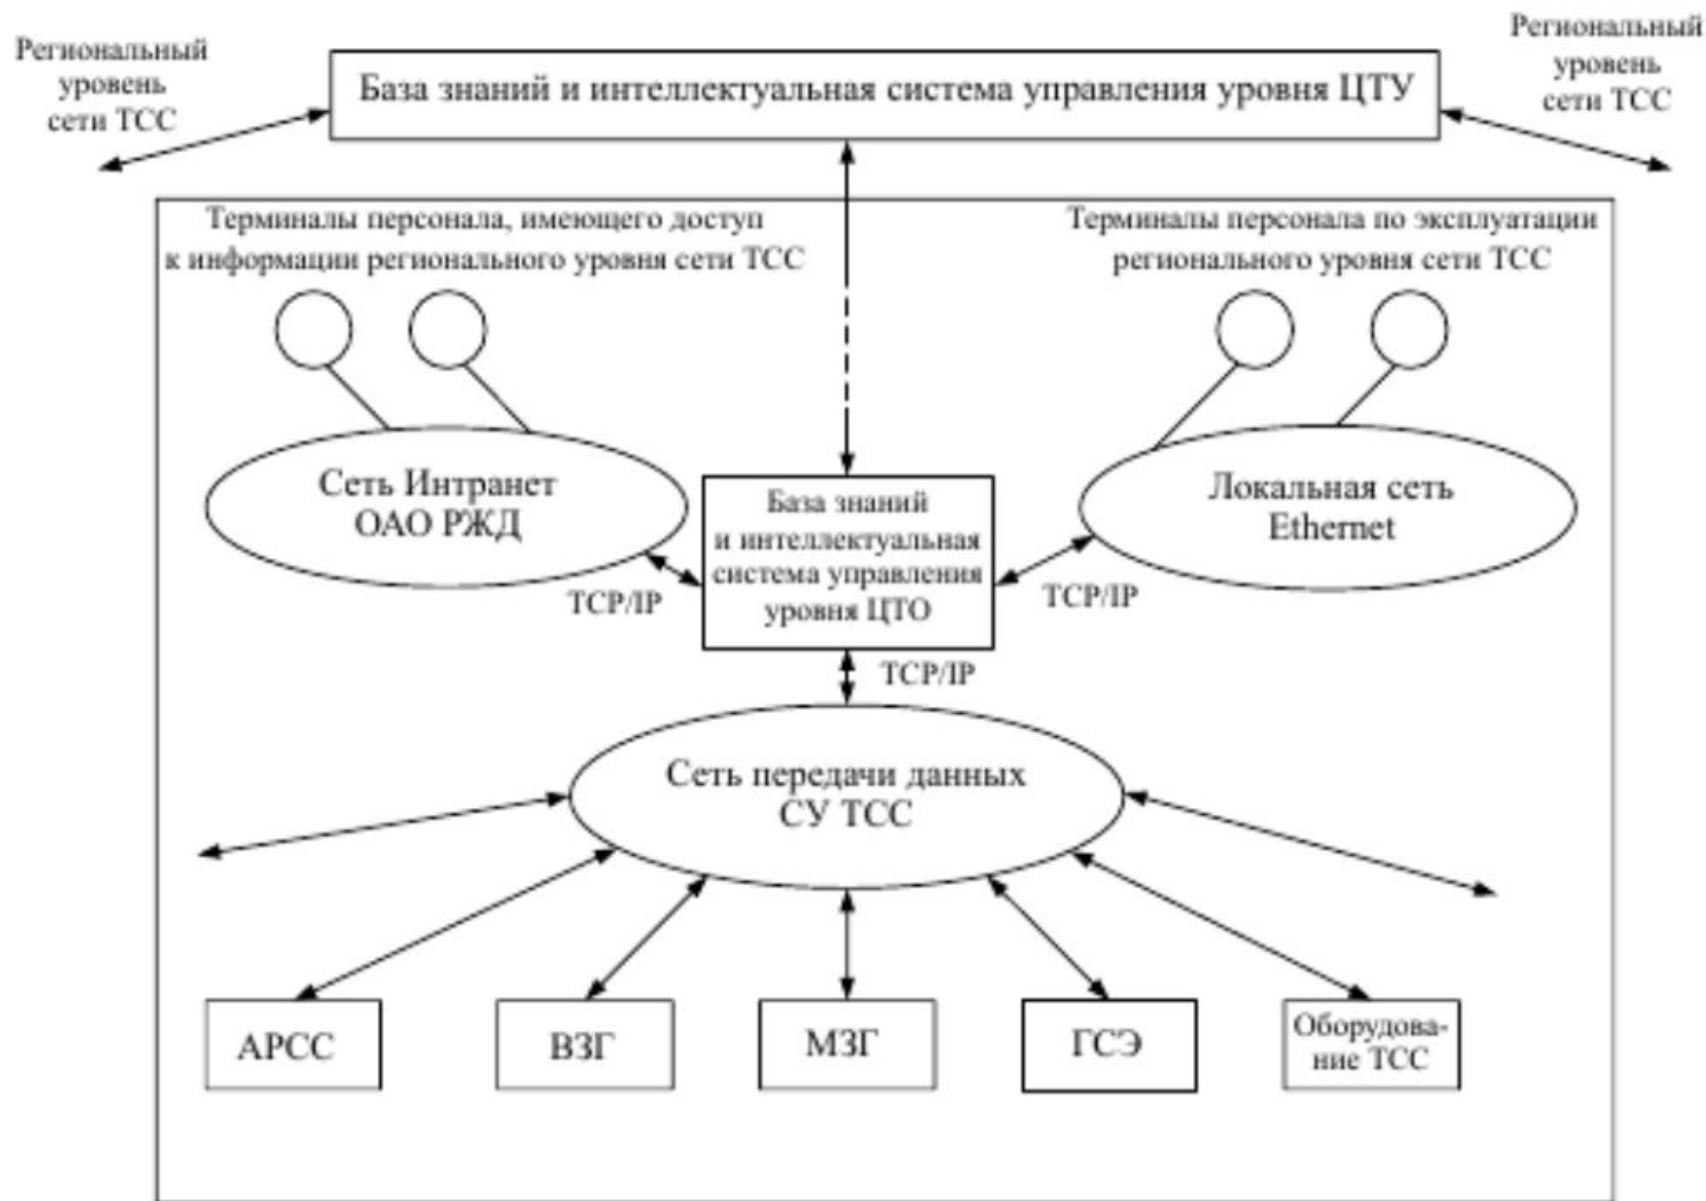 Региональный
уровень
сети ТСС
База знаний и интеллектуальная система управления уровня ЦТУ
Региональный
уровень
сети ТСС
Терминалы персонала, имеющего доступ
к информации регионального уровня сети ТСС
Терминалы персонала по эксплуатации
регионального уровня сети ТСС
Сеть Интранет
ОАО РЖД
База знаний
и интеллектуальная
система управления
уровня ЦТО
Локальная сеть
Ethernet
TCP/IP
TCP/IP
TCP/IP
Сеть передачи данных
СУ ТСС
АРСС
ВЗГ
МЗГ
ГСЭ
Оборудова-
ние ТСС